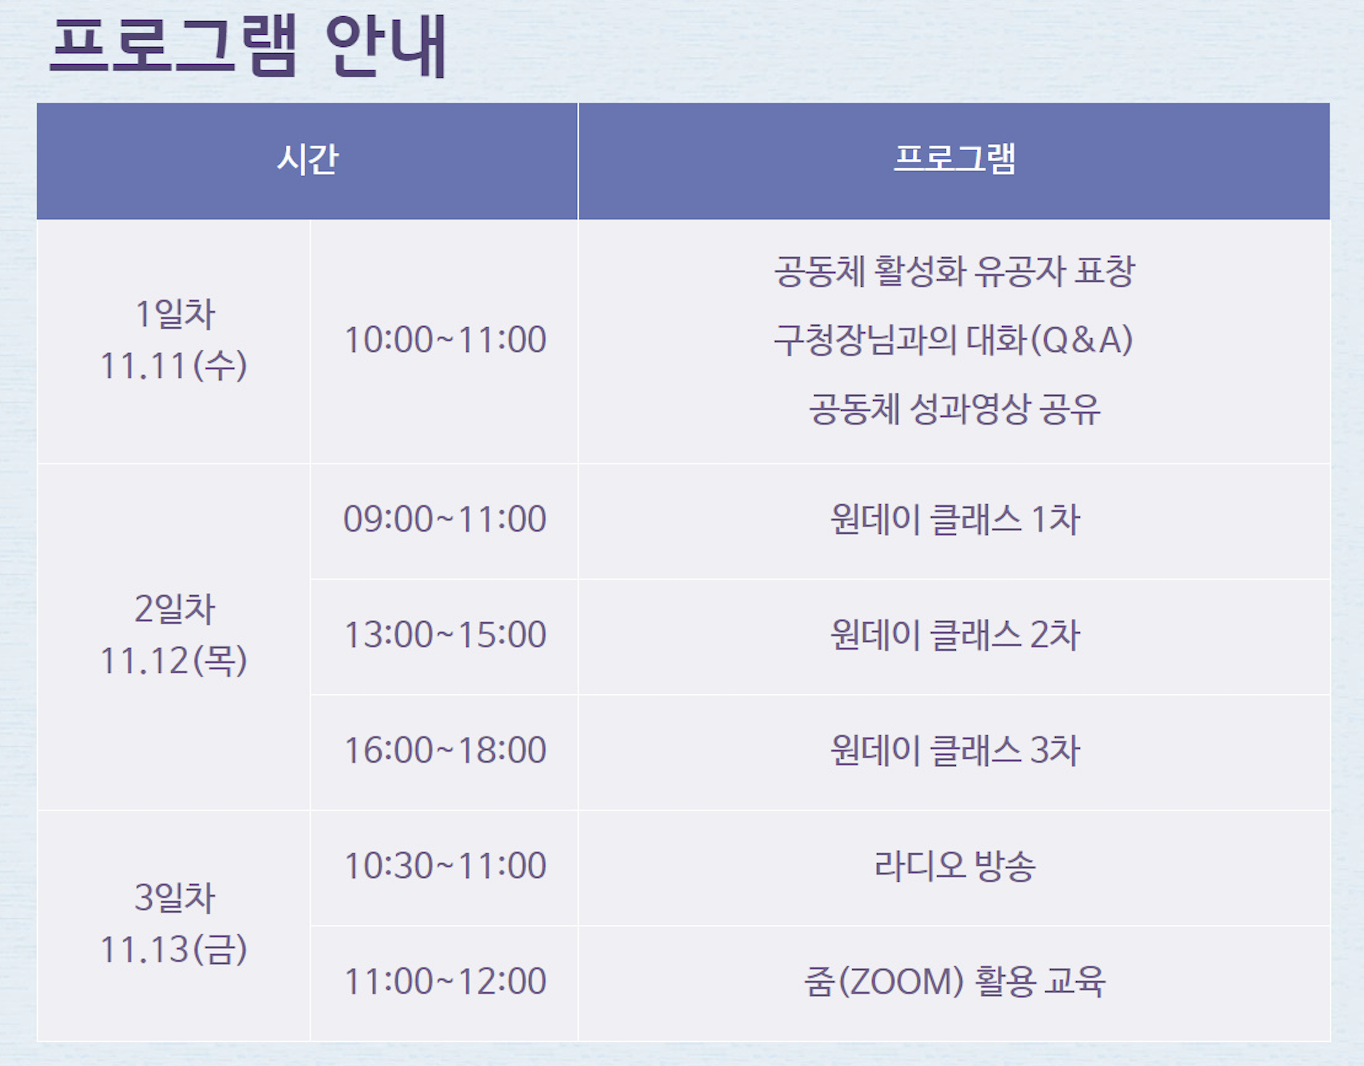 프로그램 안내
시간
프로그램
1일차
11.11(수)
10:00~11:00
공동체 활성화 유공자 표창
구청장님과의 대화(Q&A)
공동체 성과영상 공유
2일차
11.12(목)
09:00~11:00
원데이 클래스 1차
13:00~15:00
원데이 클래스 2차
16:00~18:00
원데이 클래스 3차
3일차
11.13(금)
10:30~11:00
라디오 방송
11:00~12:00
줌(ZOOM) 활용 교육